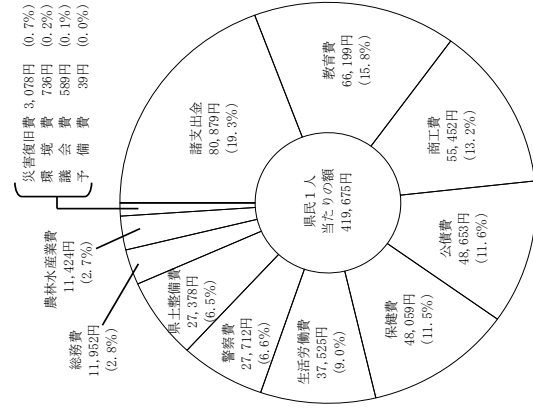 災害復旧費 3,078円 (0.7%)
環境費 736円 (0.2%)
議会費 589円 (0.1%)
予備費 39円 (0.0%)
諸支出金
80,879円
(19.3%)
教育費
66,199円
(15.8%)
商工費
55,452円
(13.2%)
公債費
48,653円
(11.6%)
保健費
48,059円
(11.5%)
生活労働費
37,525円
(9.0%)
警察費
27,712円
(6.6%)
県土整備費
27,378円
(6.5%)
総務費
11,952円
(2.8%)
農林水産業費
11,424円
(2.7%)
県民1人
当たりの額
419,675円